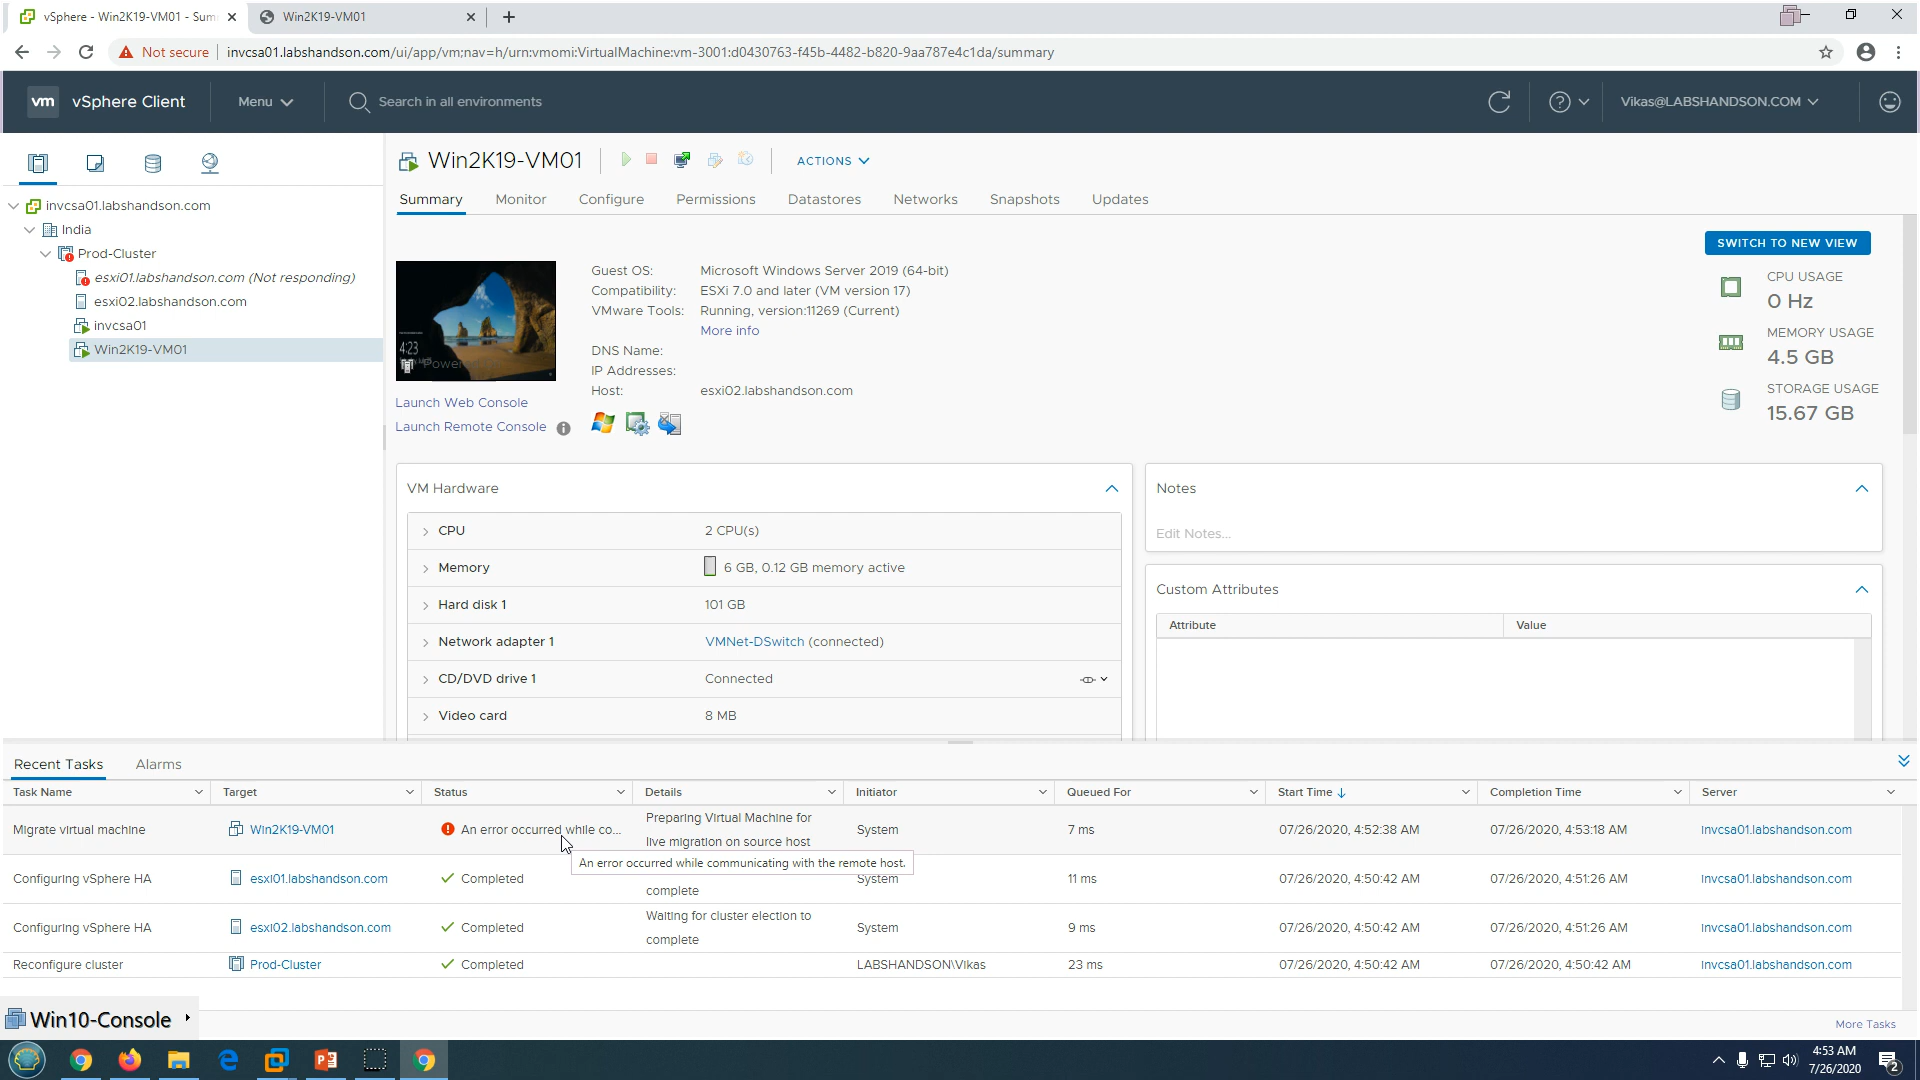 vSphere - Win2K19-VM01 - Sum
Win2K19-VM01
Not secure
invcsa01.labshandson.com/ui/app/vm;nav=h/urn:vmomi:VirtualMachine:vm-3001:d0430763-f45b-4482-b820-9aa787e4c1da/summary
vm vSphere Client
Menu
Search in all environments
Vikas@LABSHANDSON.COM
invcsa01.labshandson.com
India
Prod-Cluster
esxi01.labshandson.com (Not responding)
esxi02.labshandson.com
invcsa01
Win2K19-VM01
Win2K19-VM01
ACTIONS
Summary Monitor Configure Permissions Datastores Networks Snapshots Updates
SWITCH TO NEW VIEW
4:23
Powered
Launch Web Console
Launch Remote Console
Guest OS: Microsoft Windows Server 2019 (64-bit)
Compatibility: ESXi 7.0 and later (VM version 17)
VMware Tools: Running, version:11269 (Current)
More info
DNS Name:
IP Addresses:
Host: esxi02.labshandson.com
CPU USAGE
0 Hz
MEMORY USAGE
4.5 GB
STORAGE USAGE
15.67 GB
VM Hardware
CPU 2 CPU(s)
Memory 6 GB, 0.12 GB memory active
Hard disk 1 101 GB
Network adapter 1 VMNet-DSwitch (connected)
CD/DVD drive 1 Connected
Video card 8 MB
Notes
Edit Notes...
Custom Attributes
Attribute Value
Recent Tasks Alarms
Task Name Target Status Details Initiator Queued For Start Time Completion Time Server
Migrate virtual machine Win2K19-VM01 An error occurred while co... Preparing Virtual Machine for live migration on source host System 7 ms 07/26/2020, 4:52:38 AM 07/26/2020, 4:53:18 AM invcsa01.labshandson.com
An error occurred while communicating with the remote host.
Configuring vSphere HA esxi01.labshandson.com Completed complete System 11 ms 07/26/2020, 4:50:42 AM 07/26/2020, 4:51:26 AM invcsa01.labshandson.com
Configuring vSphere HA esxi02.labshandson.com Completed Waiting for cluster election to complete System 9 ms 07/26/2020, 4:50:42 AM 07/26/2020, 4:51:26 AM invcsa01.labshandson.com
Reconfigure cluster Prod-Cluster Completed LABSHANDSON\Vikas 23 ms 07/26/2020, 4:50:42 AM 07/26/2020, 4:50:42 AM invcsa01.labshandson.com
Win10-Console
More Tasks
4:53 AM
7/26/2020
2